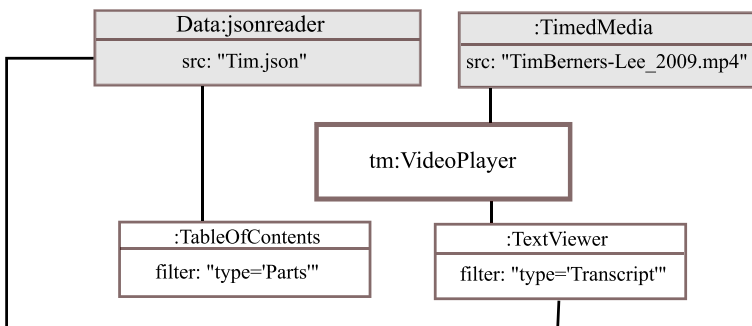 Data:jsonreader
src: "Tim.json"
:TimedMedia
src: "TimBerners-Lee_2009.mp4"
tm:VideoPlayer
:TableOfContents
filter: "type='Parts'"
:TextViewer
filter: "type='Transcript'"